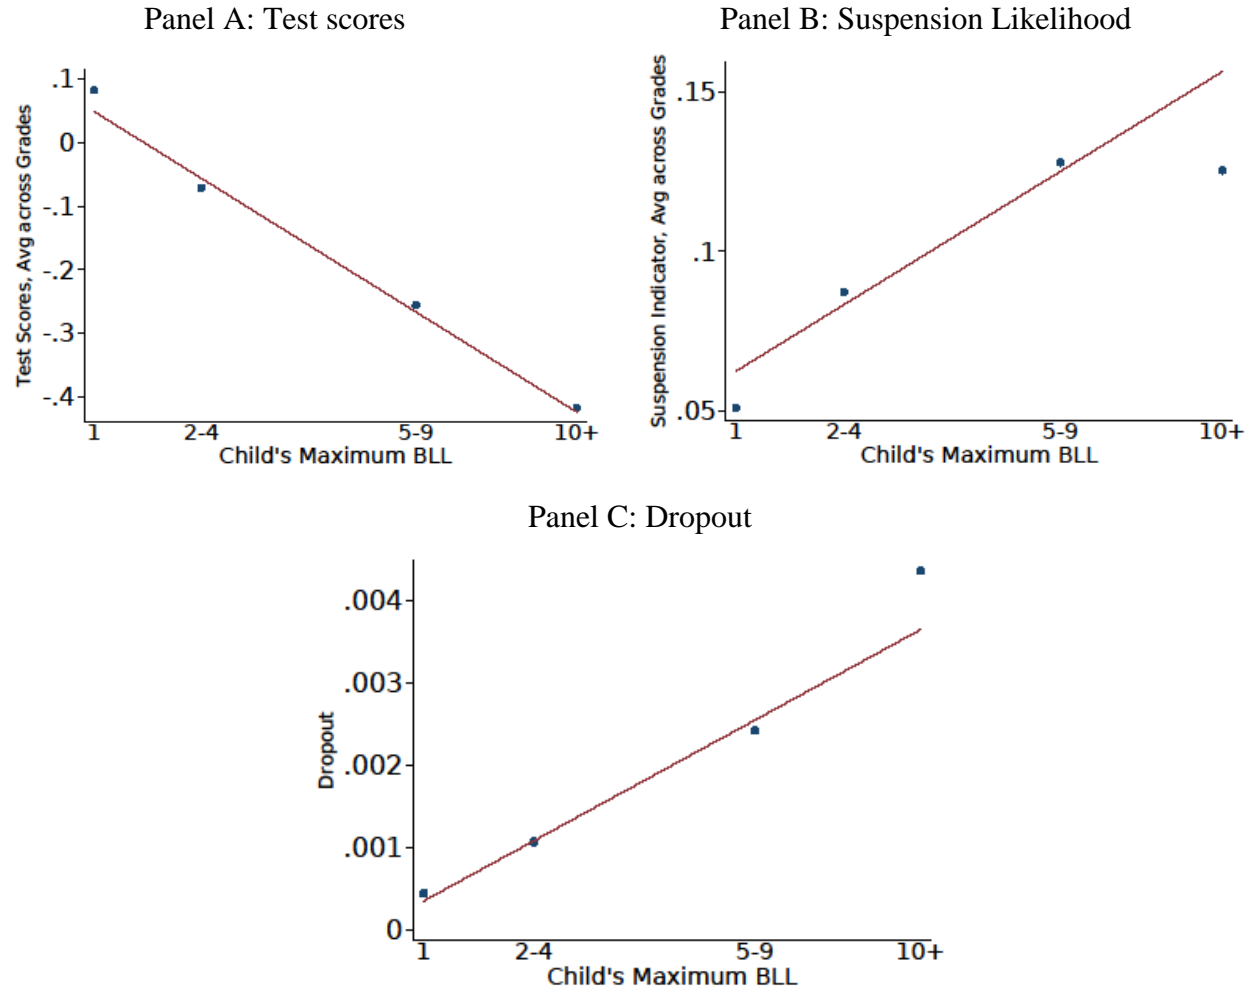 Panel A: Test scores
Test Scores, Avg across Grades
.1
0
-.1
-.2
-.3
-.4
1 2-4 5-9 10+
Child's Maximum BLL
Panel B: Suspension Likelihood
Suspension Indicator, Avg across Grades
.15
.1
.05
1 2-4 5-9 10+
Child's Maximum BLL
Panel C: Dropout
Dropout
.004
.003
.002
.001
0
1 2-4 5-9 10+
Child's Maximum BLL